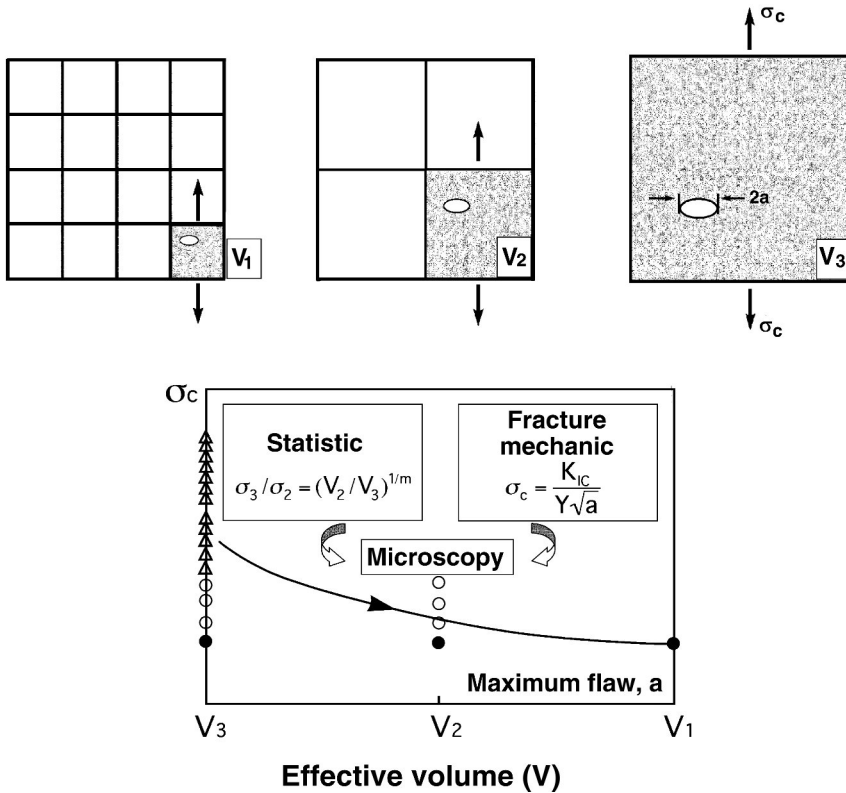 σc
V1
V2
2a
V3
σc
σc
Statistic
σ3/σ2 = (V2/V3)^1/m
Fracture
mechanic
σc = KIC / Y√a
Microscopy
Maximum flaw, a
V3 V2 V1
Effective volume (V)